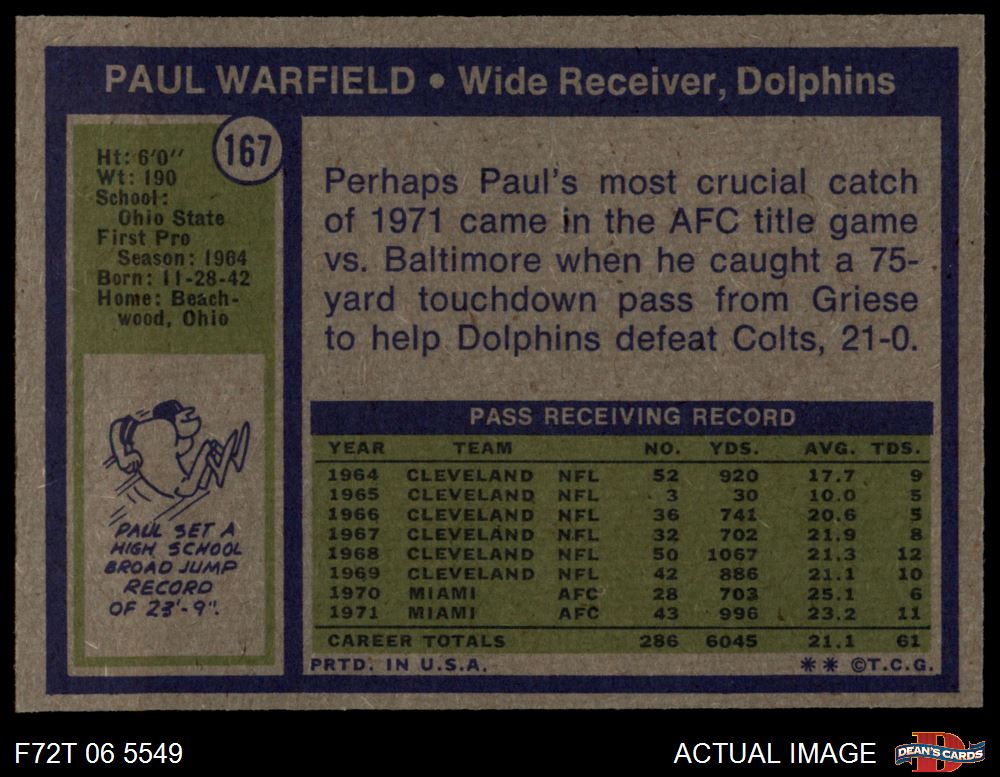 PAUL WARFIELD • Wide Receiver, Dolphins
167
Ht: 6'0"
Wt: 190
School:
Ohio State
First Pro
Season: 1964
Born: 11-28-42
Home: Beach-
wood, Ohio
PAUL SET A
HIGH SCHOOL
BROAD JUMP
RECORD
OF 23'-9".
Perhaps Paul's most crucial catch
of 1971 came in the AFC title game
vs. Baltimore when he caught a 75-
yard touchdown pass from Griese
to help Dolphins defeat Colts, 21-0.
PASS RECEIVING RECORD
YEAR TEAM NO. YDS. AVG. TDS.
1964 CLEVELAND NFL 52 920 17.7 9
1965 CLEVELAND NFL 3 30 10.0 5
1966 CLEVELAND NFL 36 741 20.6 5
1967 CLEVELAND NFL 32 702 21.9 8
1968 CLEVELAND NFL 50 1067 21.3 12
1969 CLEVELAND NFL 42 886 21.1 10
1970 MIAMI AFC 28 703 25.1 6
1971 MIAMI AFC 43 996 23.2 11
CAREER TOTALS 286 6045 21.1 61
PRTD. IN U.S.A. ** ©T.C.G.
F72T 06 5549 ACTUAL IMAGE
D
DEAN'S CARDS